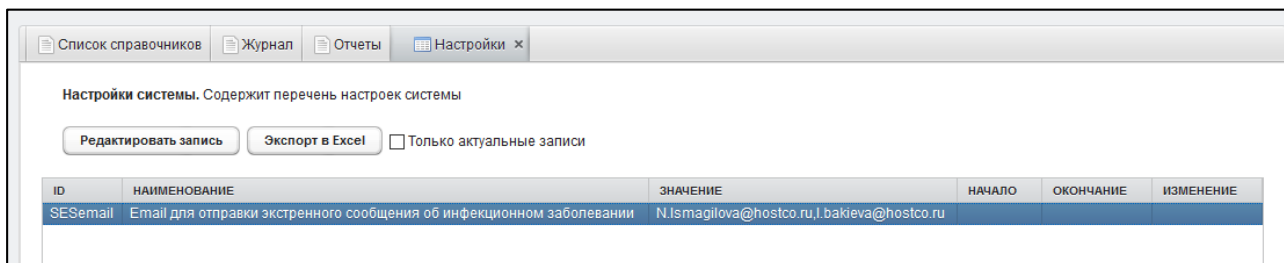 Список справочников Журнал Отчеты Настройки ×
Настройки системы. Содержит перечень настроек системы
Редактировать запись Экспорт в Excel Только актуальные записи
ID НАИМЕНОВАНИЕ ЗНАЧЕНИЕ НАЧАЛО ОКОНЧАНИЕ ИЗМЕНЕНИЕ
SESemail Email для отправки экстренного сообщения об инфекционном заболевании N.Ismagilova@hostco.ru,I.bakieva@hostco.ru